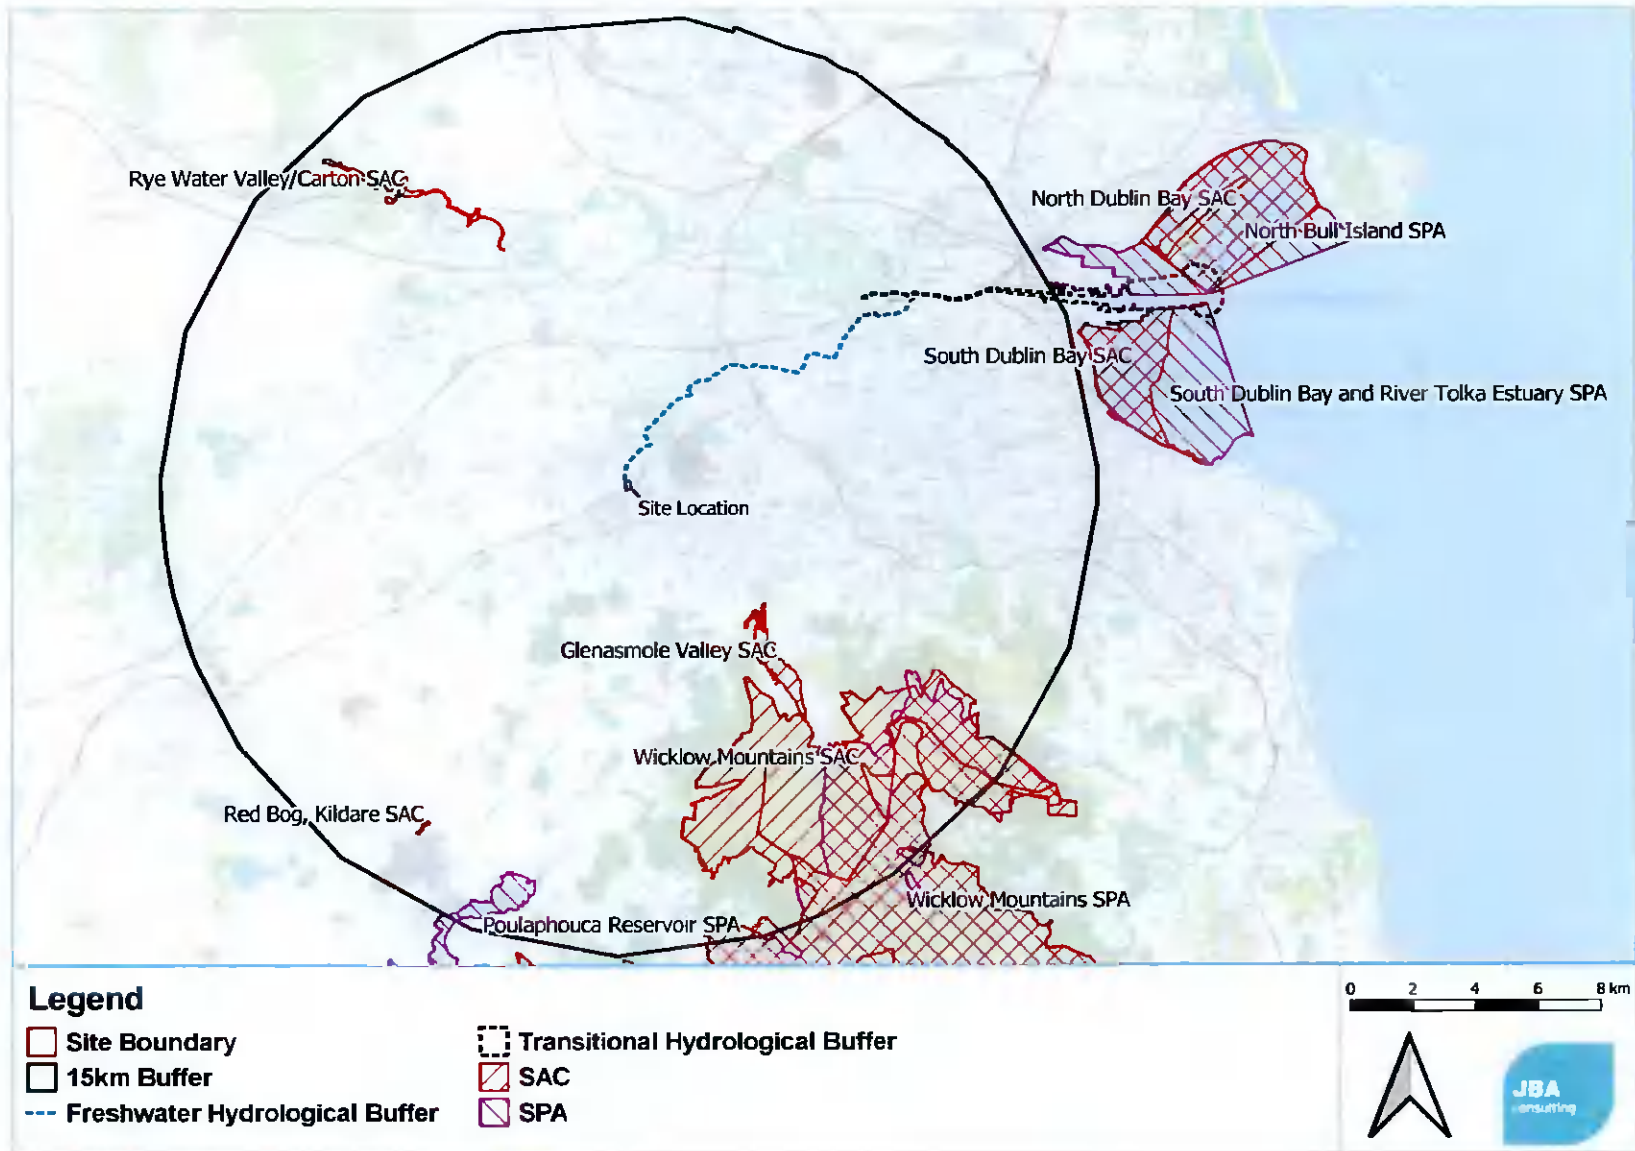 Rye Water Valley/Carton SAC
North Dublin Bay SAC
North Bull Island SPA
South Dublin Bay SAC
South Dublin Bay and River Tolka Estuary SPA
Site Location
Glenasmole Valley SAC
Wicklow Mountains SAC
Red Bog, Kildare SAC
Wicklow Mountains SPA
Poulaphouca Reservoir SPA
Legend
Site Boundary
15km Buffer
Freshwater Hydrological Buffer
Transitional Hydrological Buffer
SAC
SPA
0 2 4 6 8 km
JBA
consulting